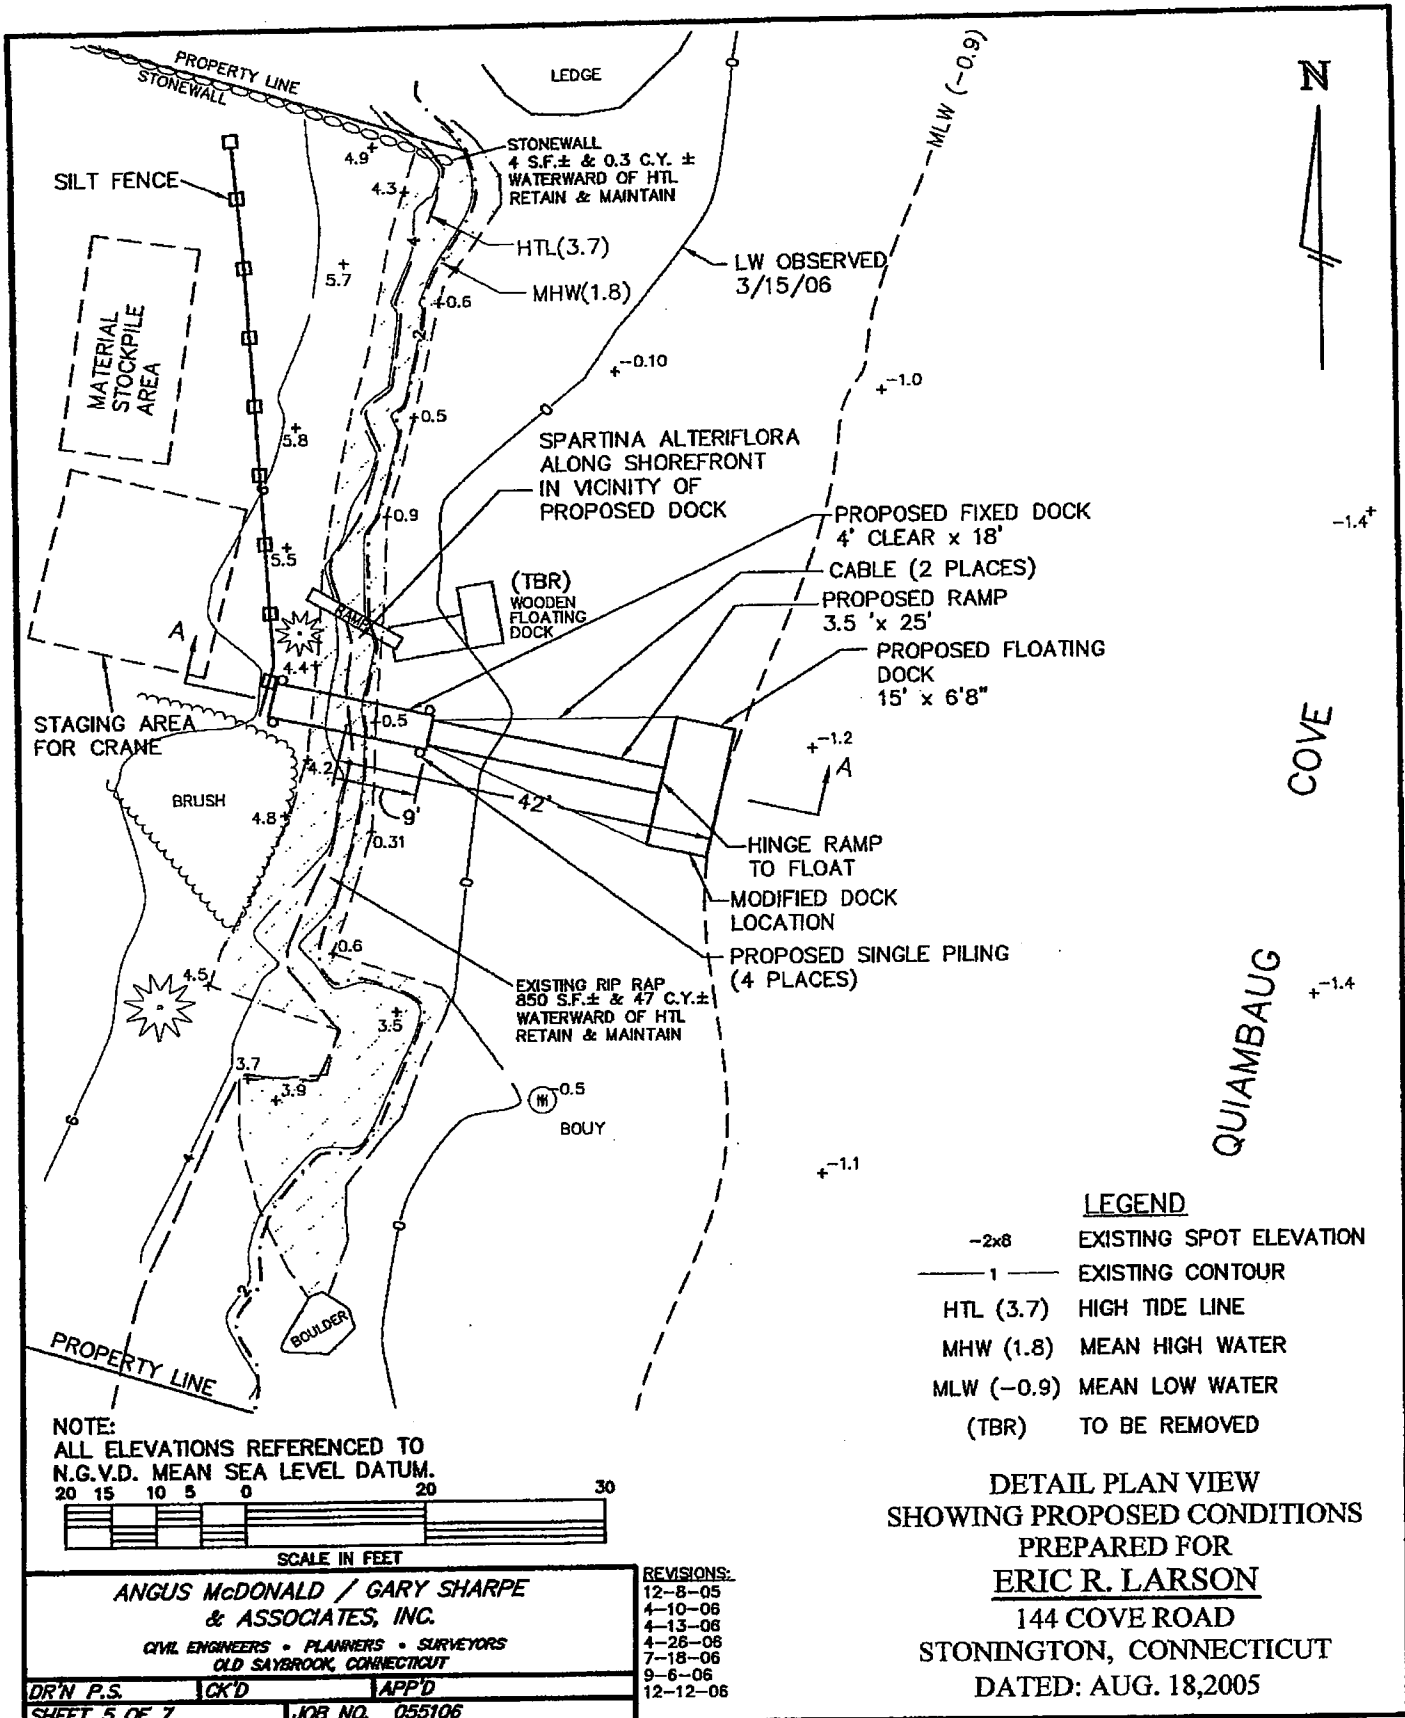 PROPERTY LINE
STONEWALL
LEDGE
MLW (-0.9)
N
STONEWALL
4 S.F.± & 0.3 C.Y. ±
WATERWARD OF HTL
RETAIN & MAINTAIN
4.9
4.3
SILT FENCE
4
HTL(3.7)
LW OBSERVED
3/15/06
5.7
MHW(1.8)
0.6
2
MATERIAL
STOCKPILE
AREA
-0.10
-1.0
0
0
0.5
5.8
SPARTINA ALTERIFLORA
ALONG SHOREFRONT
IN VICINITY OF
PROPOSED DOCK
0.9
PROPOSED FIXED DOCK
4' CLEAR x 18'
-1.4
5.5
CABLE (2 PLACES)
(TBR)
WOODEN
FLOATING
DOCK
RAMP
PROPOSED RAMP
3.5 'x 25'
A
4.4
PROPOSED FLOATING
DOCK
15' x 6'8"
STAGING AREA
FOR CRANE
-0.5
-1.2
A
COVE
4.2
BRUSH
42'
9'
4.8
0.31
HINGE RAMP
TO FLOAT
0
MODIFIED DOCK
LOCATION
0.6
PROPOSED SINGLE PILING
(4 PLACES)
4.5
EXISTING RIP RAP
850 S.F.± & 47 C.Y.±
WATERWARD OF HTL
RETAIN & MAINTAIN
QUIAMBAUG
-1.4
3.5
3.7
3.9
-0.5
BOUY
6
4
-1.1
0
2
BOULDER
PROPERTY LINE
LEGEND
-2x8 EXISTING SPOT ELEVATION
1 EXISTING CONTOUR
HTL (3.7) HIGH TIDE LINE
MHW (1.8) MEAN HIGH WATER
MLW (-0.9) MEAN LOW WATER
(TBR) TO BE REMOVED
NOTE:
ALL ELEVATIONS REFERENCED TO
N.G.V.D. MEAN SEA LEVEL DATUM.
20 15 10 5 0 20 30
SCALE IN FEET
DETAIL PLAN VIEW
SHOWING PROPOSED CONDITIONS
PREPARED FOR
ERIC R. LARSON
144 COVE ROAD
STONINGTON, CONNECTICUT
DATED: AUG. 18,2005
ANGUS McDONALD / GARY SHARPE
& ASSOCIATES, INC.
CIVIL ENGINEERS • PLANNERS • SURVEYORS
OLD SAYBROOK, CONNECTICUT
DR'N P.S. CK'D APP'D
SHEET 5 OF 7 JOB NO. 055106
REVISIONS:
12-8-05
4-10-06
4-13-06
4-26-06
7-18-06
9-6-06
12-12-06